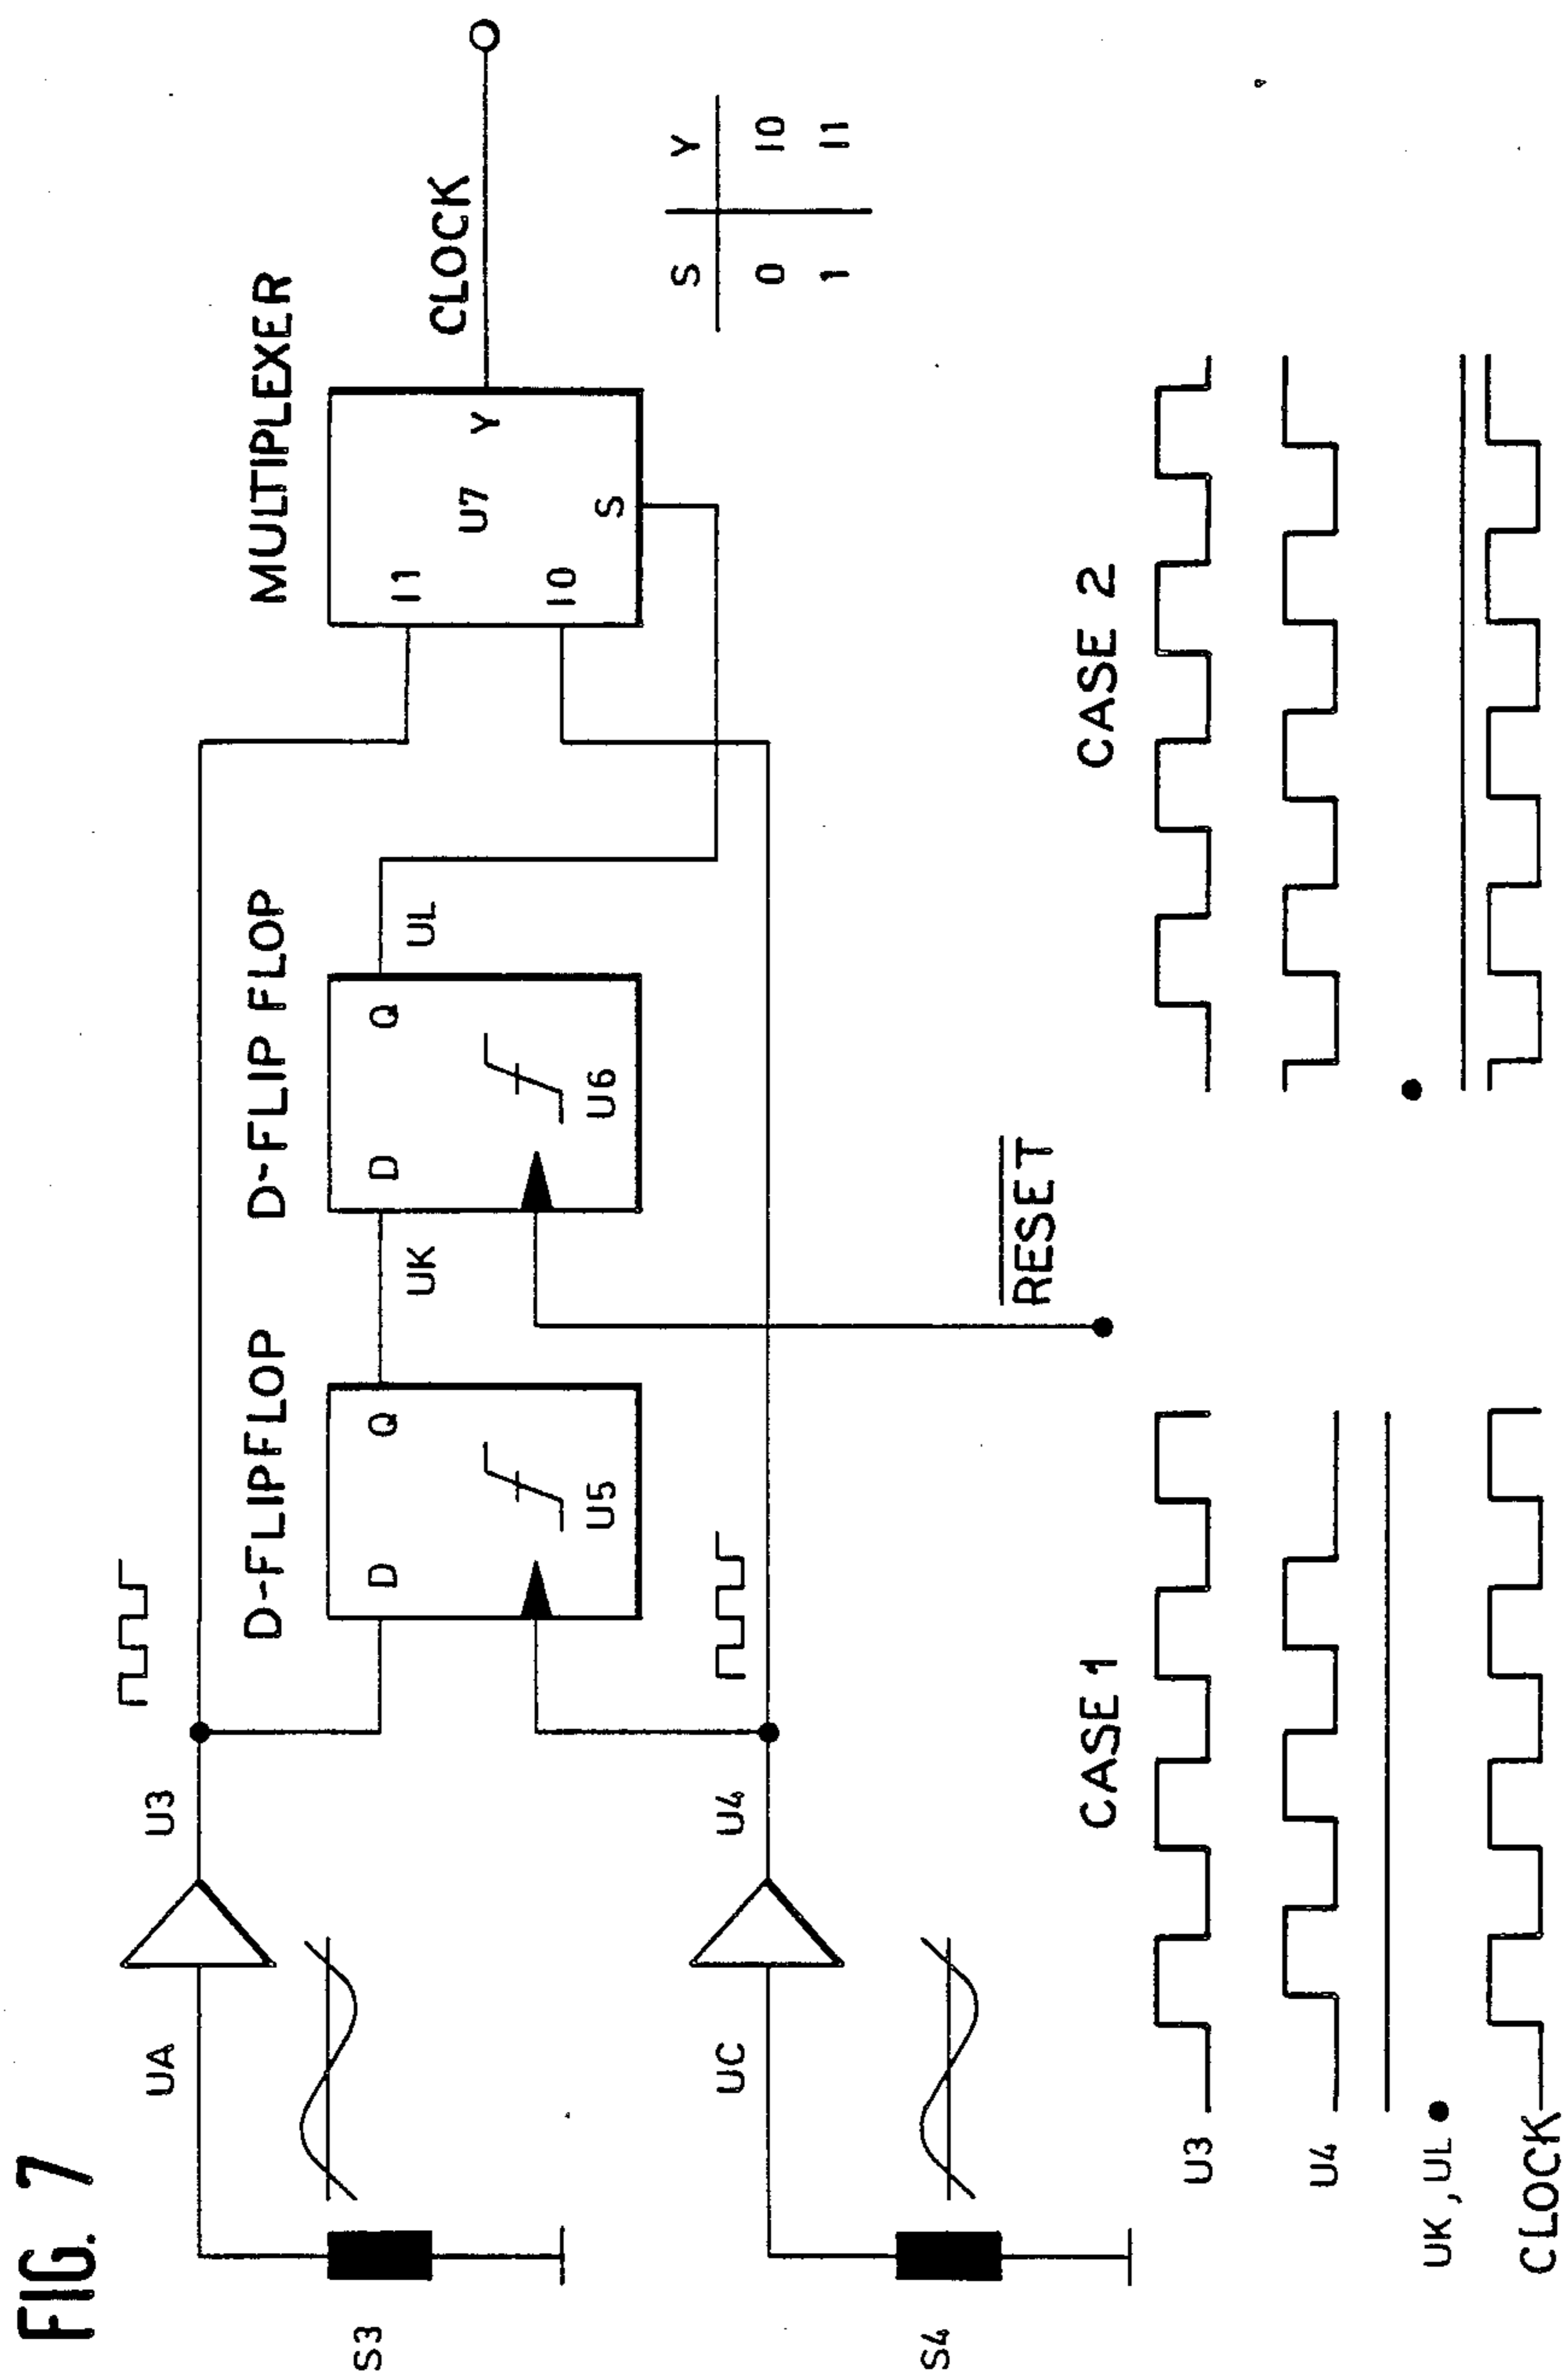 FIG. 7
U3
UA
D-FLIPFLOP
D-FLIP FLOP
MULTIPLEXER
S3
D
Q
UK
D
Q
UL
I1
U7
Y
CLOCK
U5
U6
I0
S
U4
UC
S4
S Y
0 I0
1 I1
RESET
CASE 1
CASE 2
U3
U4
UK, UL
CLOCK